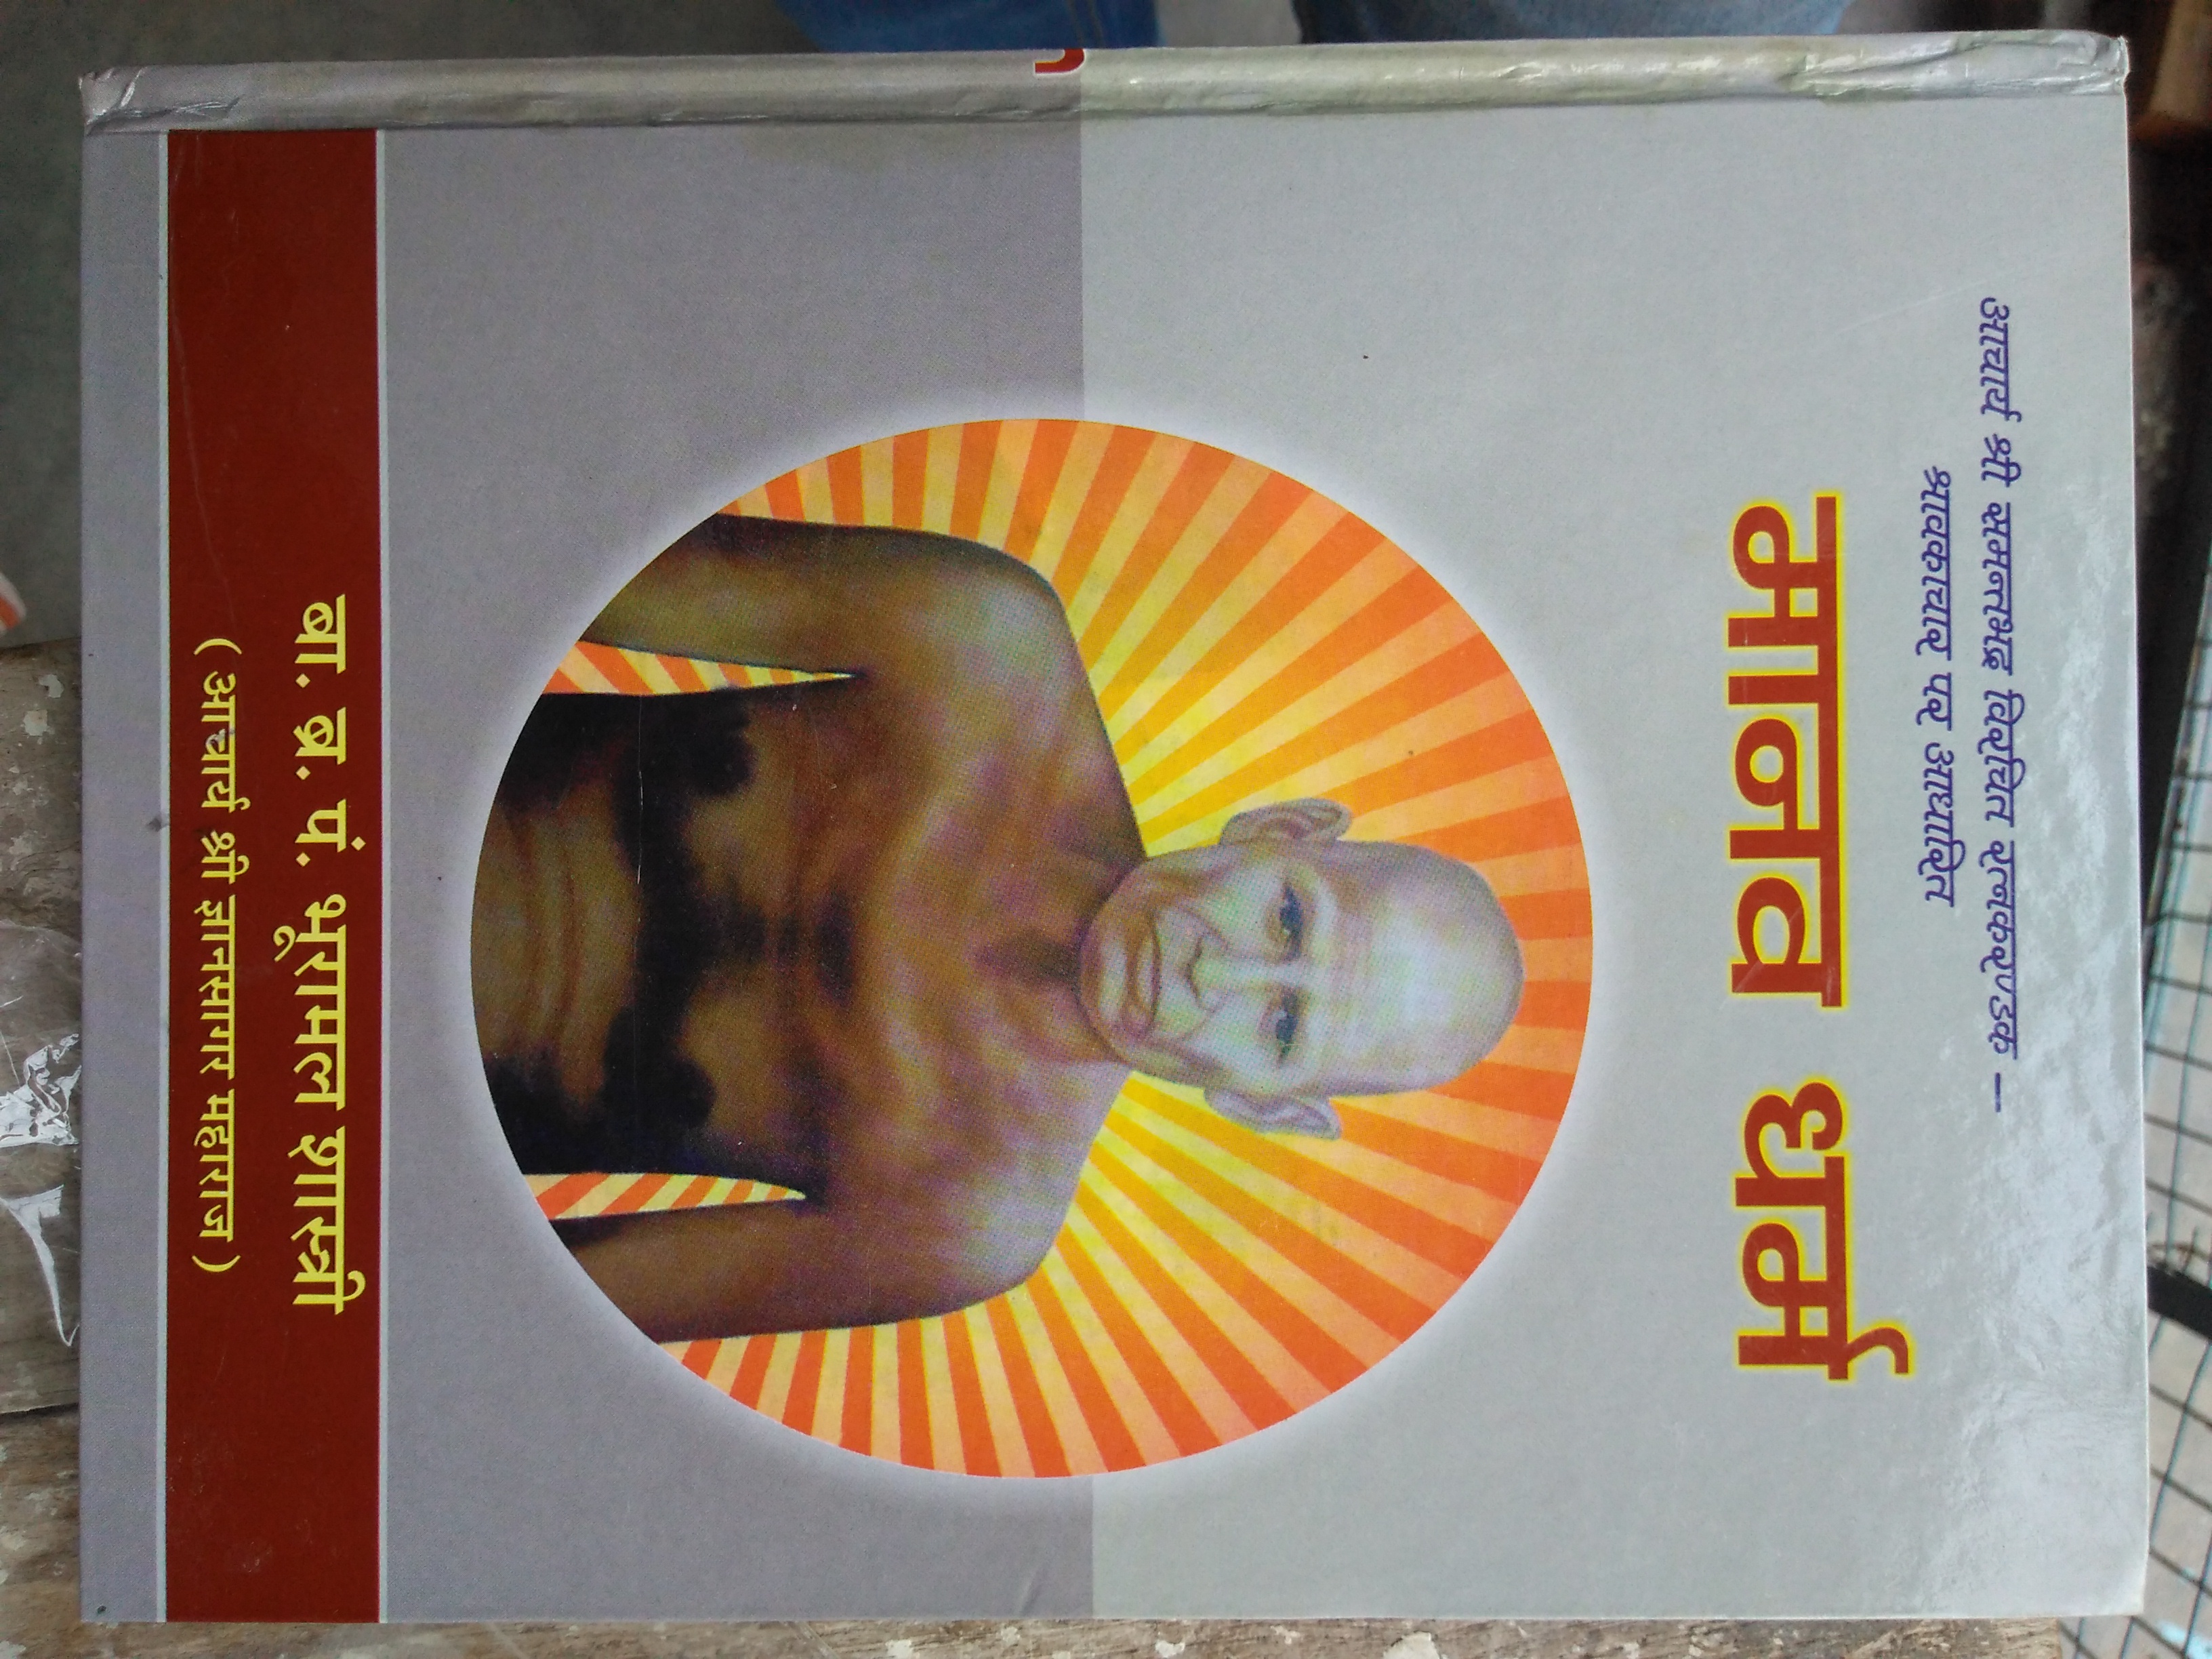 आचार्य श्री समन्तभद्र विरचित रत्नकरण्डक –
श्रावकाचार पर आधारित
मानव धर्म
बा. ब्र. पं. भूरामल शास्त्री
( आचार्य श्री ज्ञानसागर महाराज )